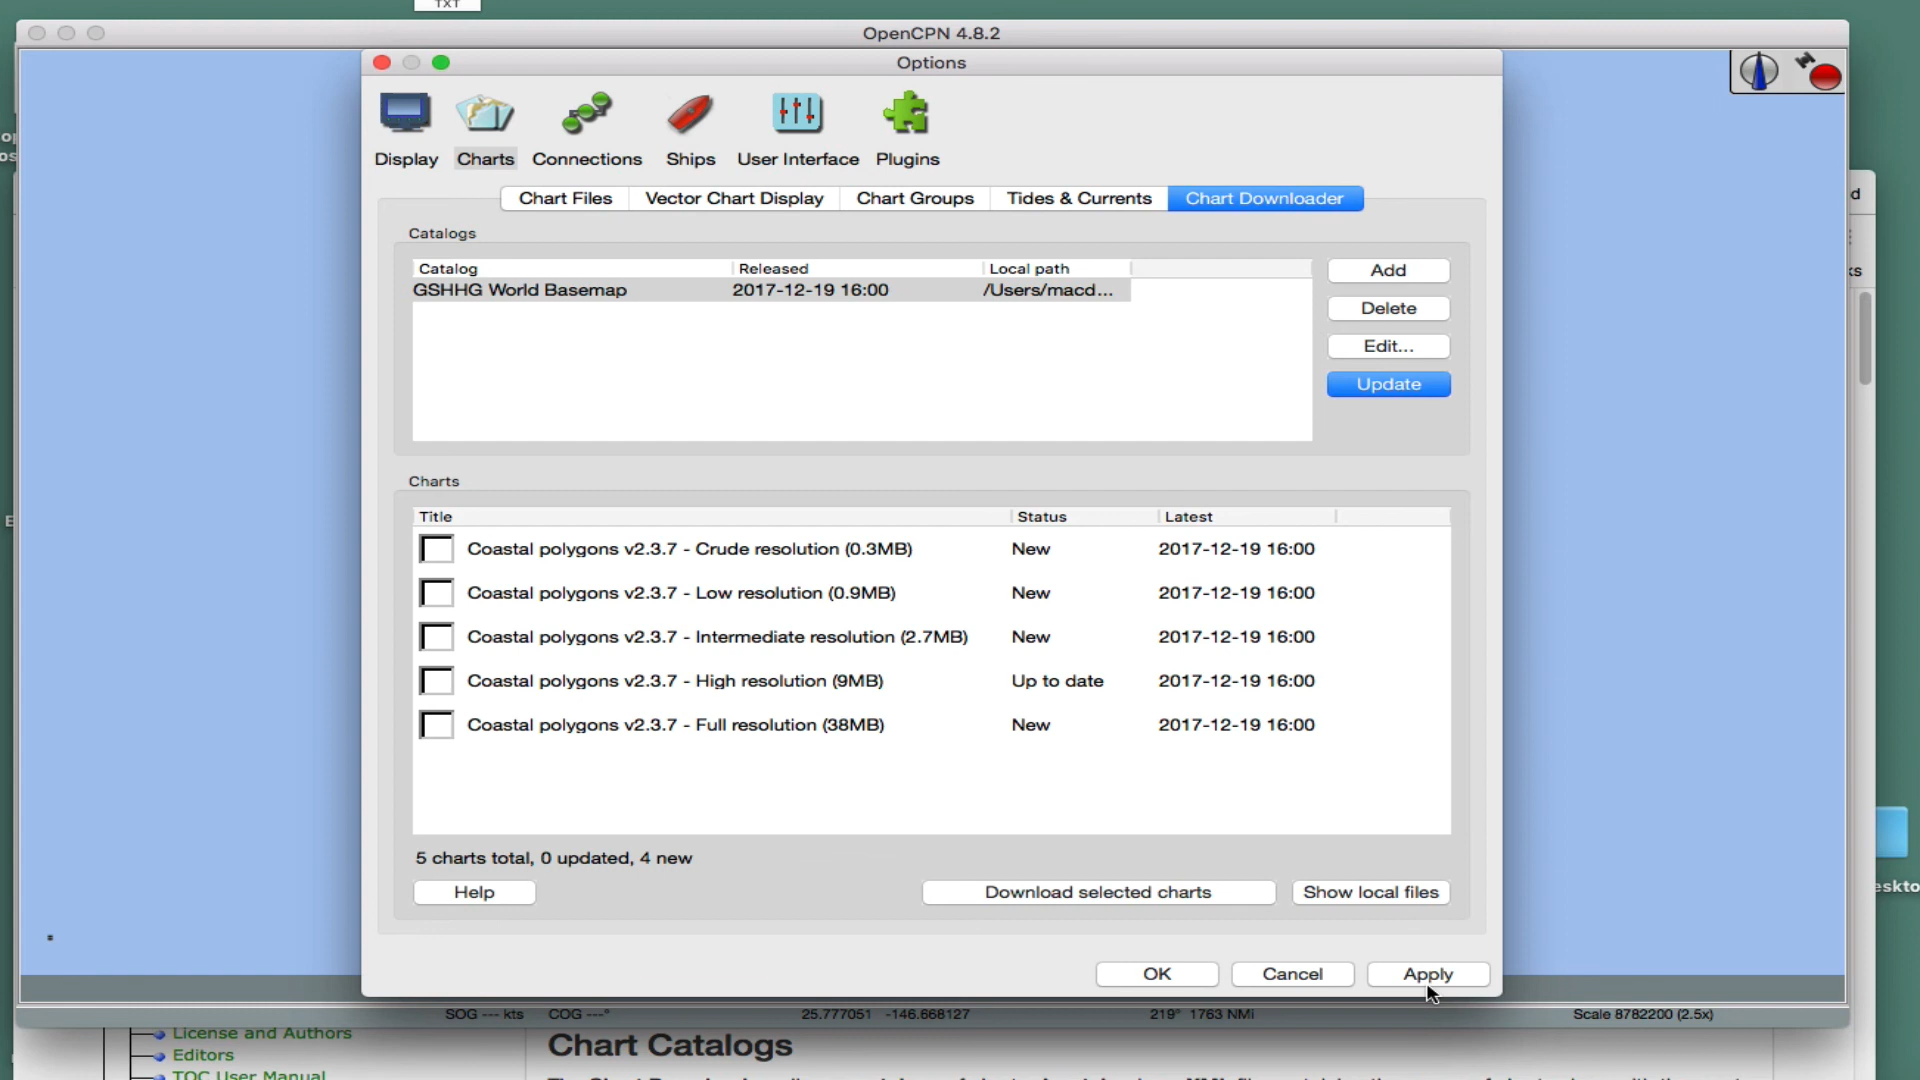 TXT
OpenCPN 4.8.2
Options
Display Charts Connections Ships User Interface Plugins
Chart Files Vector Chart Display Chart Groups Tides & Currents Chart Downloader
Catalogs
Catalog Released Local path
GSHHG World Basemap 2017-12-19 16:00 /Users/macd...
Add
Delete
Edit...
Update
Charts
Title Status Latest
Coastal polygons v2.3.7 - Crude resolution (0.3MB) New 2017-12-19 16:00
Coastal polygons v2.3.7 - Low resolution (0.9MB) New 2017-12-19 16:00
Coastal polygons v2.3.7 - Intermediate resolution (2.7MB) New 2017-12-19 16:00
Coastal polygons v2.3.7 - High resolution (9MB) Up to date 2017-12-19 16:00
Coastal polygons v2.3.7 - Full resolution (38MB) New 2017-12-19 16:00
5 charts total, 0 updated, 4 new
Help Download selected charts Show local files
OK Cancel Apply
SOG --- kts COG ---° 25.777051 -146.668127 219° 1763 NMi Scale 8782200 (2.5x)
License and Authors
Editors
TOC User Manual
Chart Catalogs